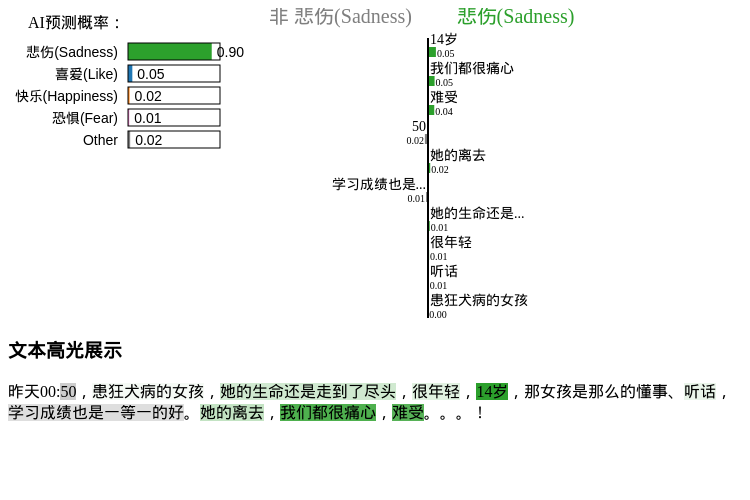 AI预测概率：
悲伤(Sadness) 0.90
喜爱(Like) 0.05
快乐(Happiness) 0.02
恐惧(Fear) 0.01
Other 0.02
非 悲伤(Sadness) 悲伤(Sadness)
14岁
0.05
我们都很痛心
0.05
难受
0.04
50
0.02
她的离去
0.02
学习成绩也是...
0.01
她的生命还是...
0.01
很年轻
0.01
听话
0.01
患狂犬病的女孩
0.00
文本高光展示
昨天00:50，患狂犬病的女孩，她的生命还是走到了尽头，很年轻，14岁，那女孩是那么的懂事、听话，
学习成绩也是一等一的好。她的离去，我们都很痛心，难受。。。！